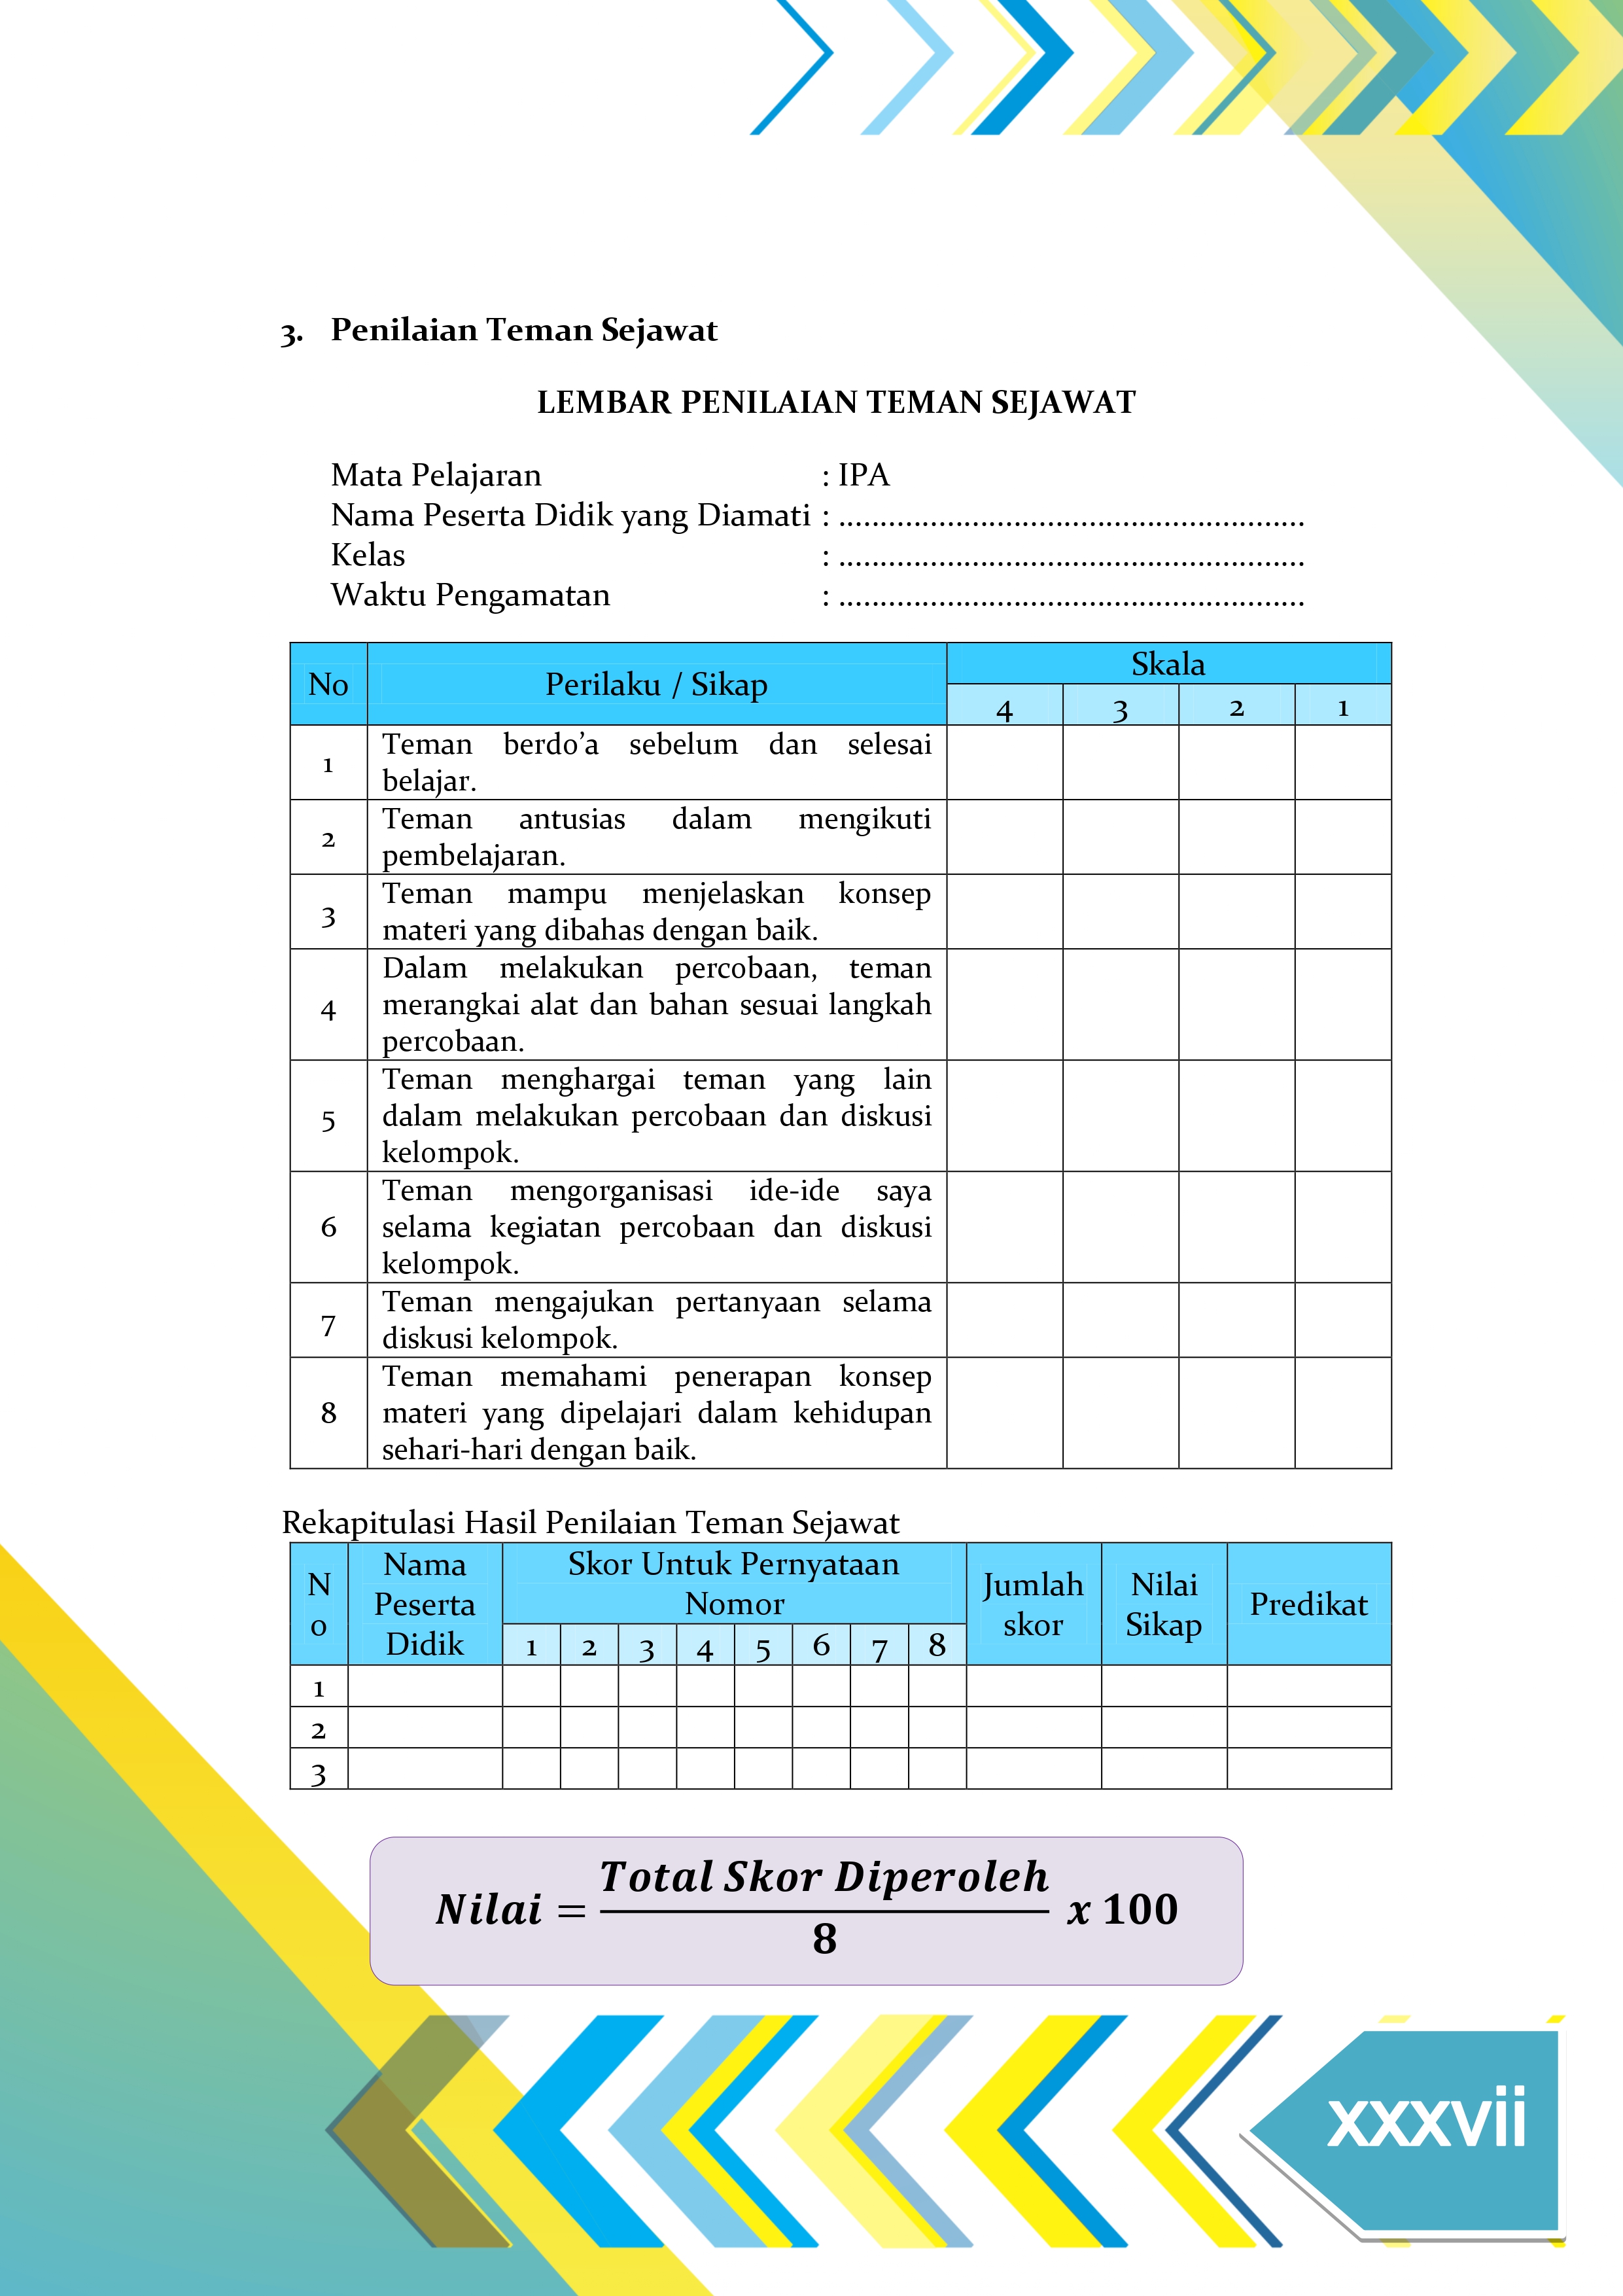 3. Penilaian Teman Sejawat
LEMBAR PENILAIAN TEMAN SEJAWAT
Mata Pelajaran : IPA
Nama Peserta Didik yang Diamati : ........................................................
Kelas : ........................................................
Waktu Pengamatan : ........................................................
No Perilaku / Sikap Skala
4 3 2 1
1 Teman berdo’a sebelum dan selesai
belajar.
2 Teman antusias dalam mengikuti
pembelajaran.
3 Teman mampu menjelaskan konsep
materi yang dibahas dengan baik.
4 Dalam melakukan percobaan, teman
merangkai alat dan bahan sesuai langkah
percobaan.
5 Teman menghargai teman yang lain
dalam melakukan percobaan dan diskusi
kelompok.
6 Teman mengorganisasi ide-ide saya
selama kegiatan percobaan dan diskusi
kelompok.
7 Teman mengajukan pertanyaan selama
diskusi kelompok.
8 Teman memahami penerapan konsep
materi yang dipelajari dalam kehidupan
sehari-hari dengan baik.
Rekapitulasi Hasil Penilaian Teman Sejawat
No Nama Peserta Didik Skor Untuk Pernyataan Nomor Jumlah skor Nilai Sikap Predikat
1 2 3 4 5 6 7 8
1
2
3
Nilai = Total Skor Diperoleh / 8 x 100
xxxvii